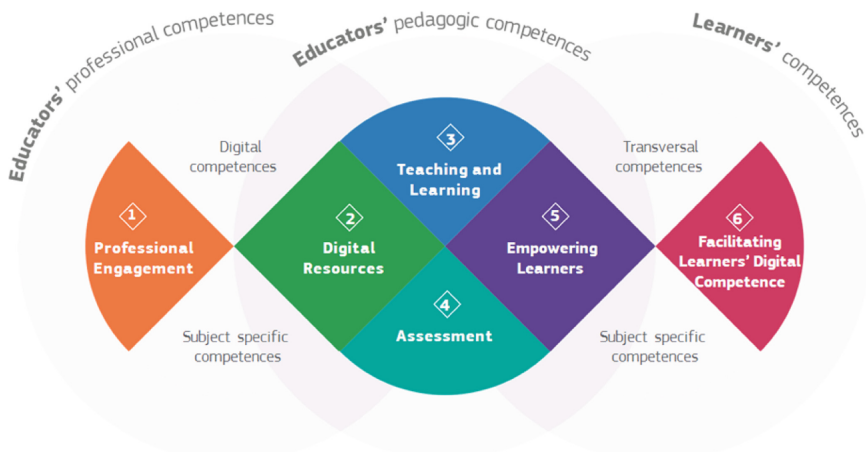 Educators' professional competences
Educators' pedagogic competences
Learners' competences
Digital
competences
Transversal
competences
1
Professional
Engagement
2
Digital
Resources
3
Teaching and
Learning
4
Assessment
5
Empowering
Learners
6
Facilitating
Learners' Digital
Competence
Subject specific
competences
Subject specific
competences